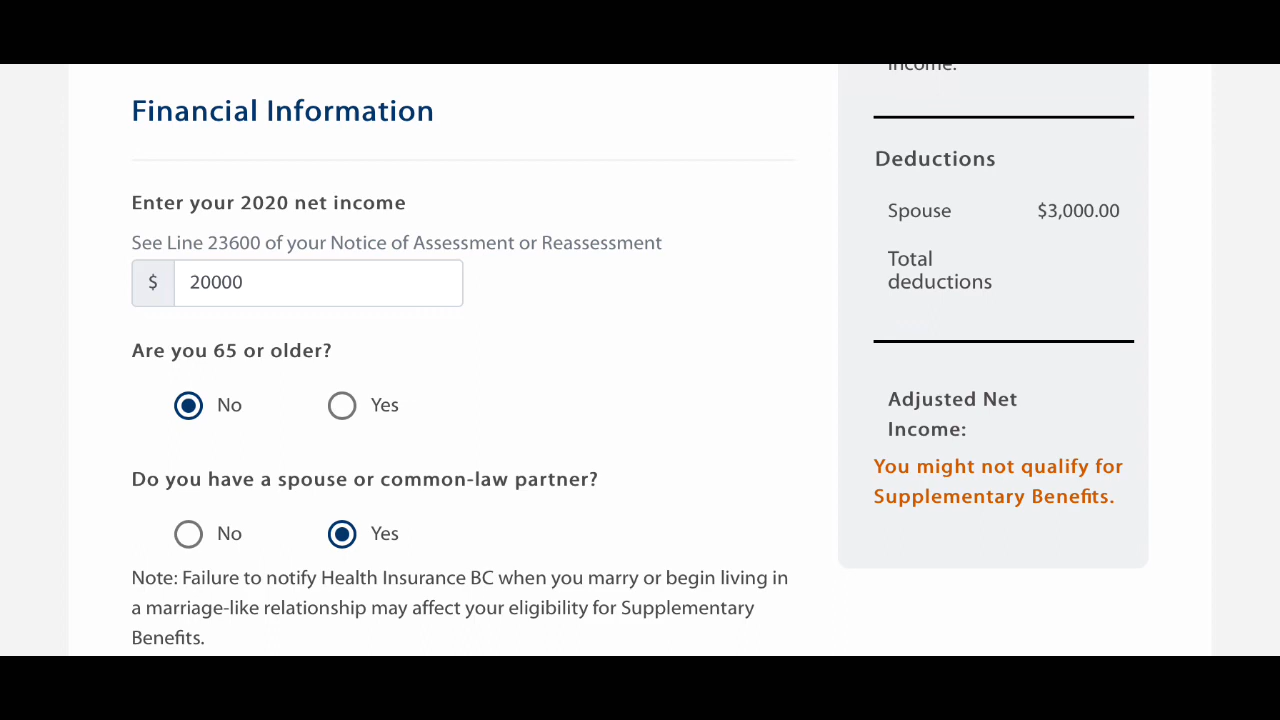 Financial Information
Enter your 2020 net income
See Line 23600 of your Notice of Assessment or Reassessment
$ 20000
Are you 65 or older?
No Yes
Do you have a spouse or common-law partner?
No Yes
Note: Failure to notify Health Insurance BC when you marry or begin living in
a marriage-like relationship may affect your eligibility for Supplementary
Benefits.
income:
Deductions
Spouse $3,000.00
Total
deductions
Adjusted Net
Income:
You might not qualify for
Supplementary Benefits.